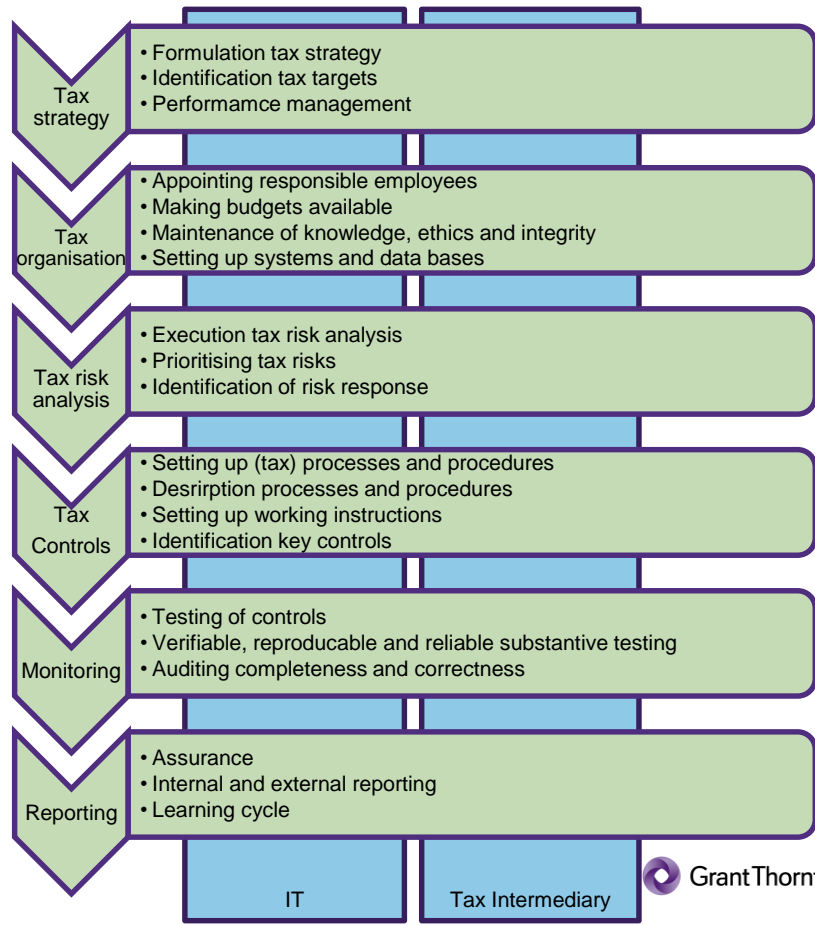 Tax
strategy
• Formulation tax strategy
• Identification tax targets
• Performamce management
Tax
organisation
• Appointing responsible employees
• Making budgets available
• Maintenance of knowledge, ethics and integrity
• Setting up systems and data bases
Tax risk
analysis
• Execution tax risk analysis
• Prioritising tax risks
• Identification of risk response
Tax
Controls
• Setting up (tax) processes and procedures
• Desrirption processes and procedures
• Setting up working instructions
• Identification key controls
Monitoring
• Testing of controls
• Verifiable, reproducable and reliable substantive testing
• Auditing completeness and correctness
Reporting
• Assurance
• Internal and external reporting
• Learning cycle
IT
Tax Intermediary
Grant Thornt